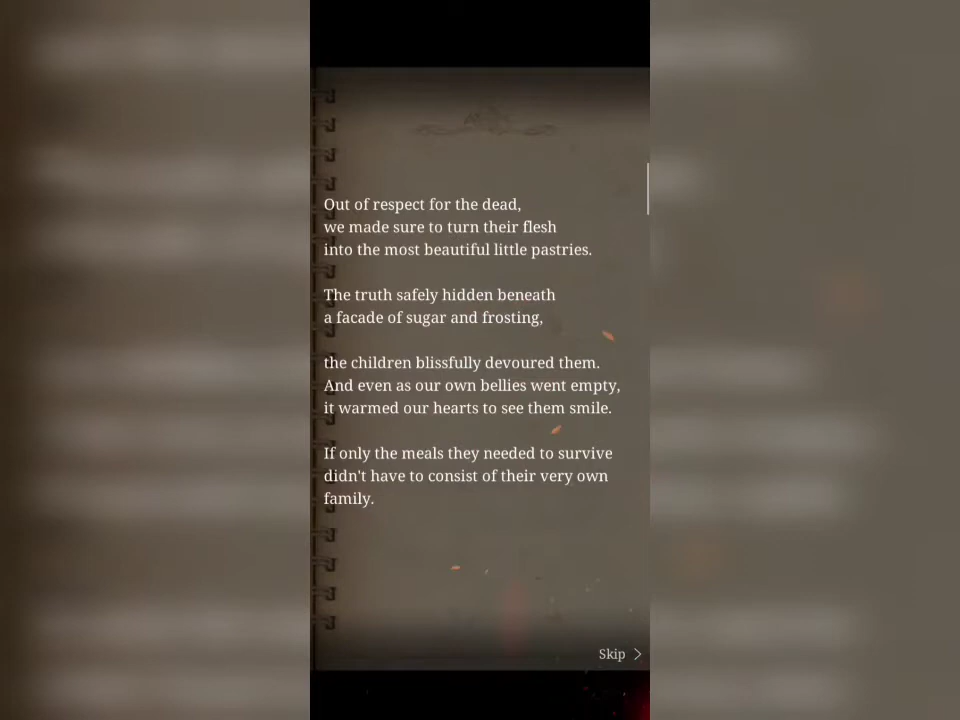 Out of respect for the dead,
we made sure to turn their flesh
into the most beautiful little pastries.
The truth safely hidden beneath
a facade of sugar and frosting,
the children blissfully devoured them.
And even as our own bellies went empty,
it warmed our hearts to see them smile.
If only the meals they needed to survive
didn't have to consist of their very own
family.
Skip